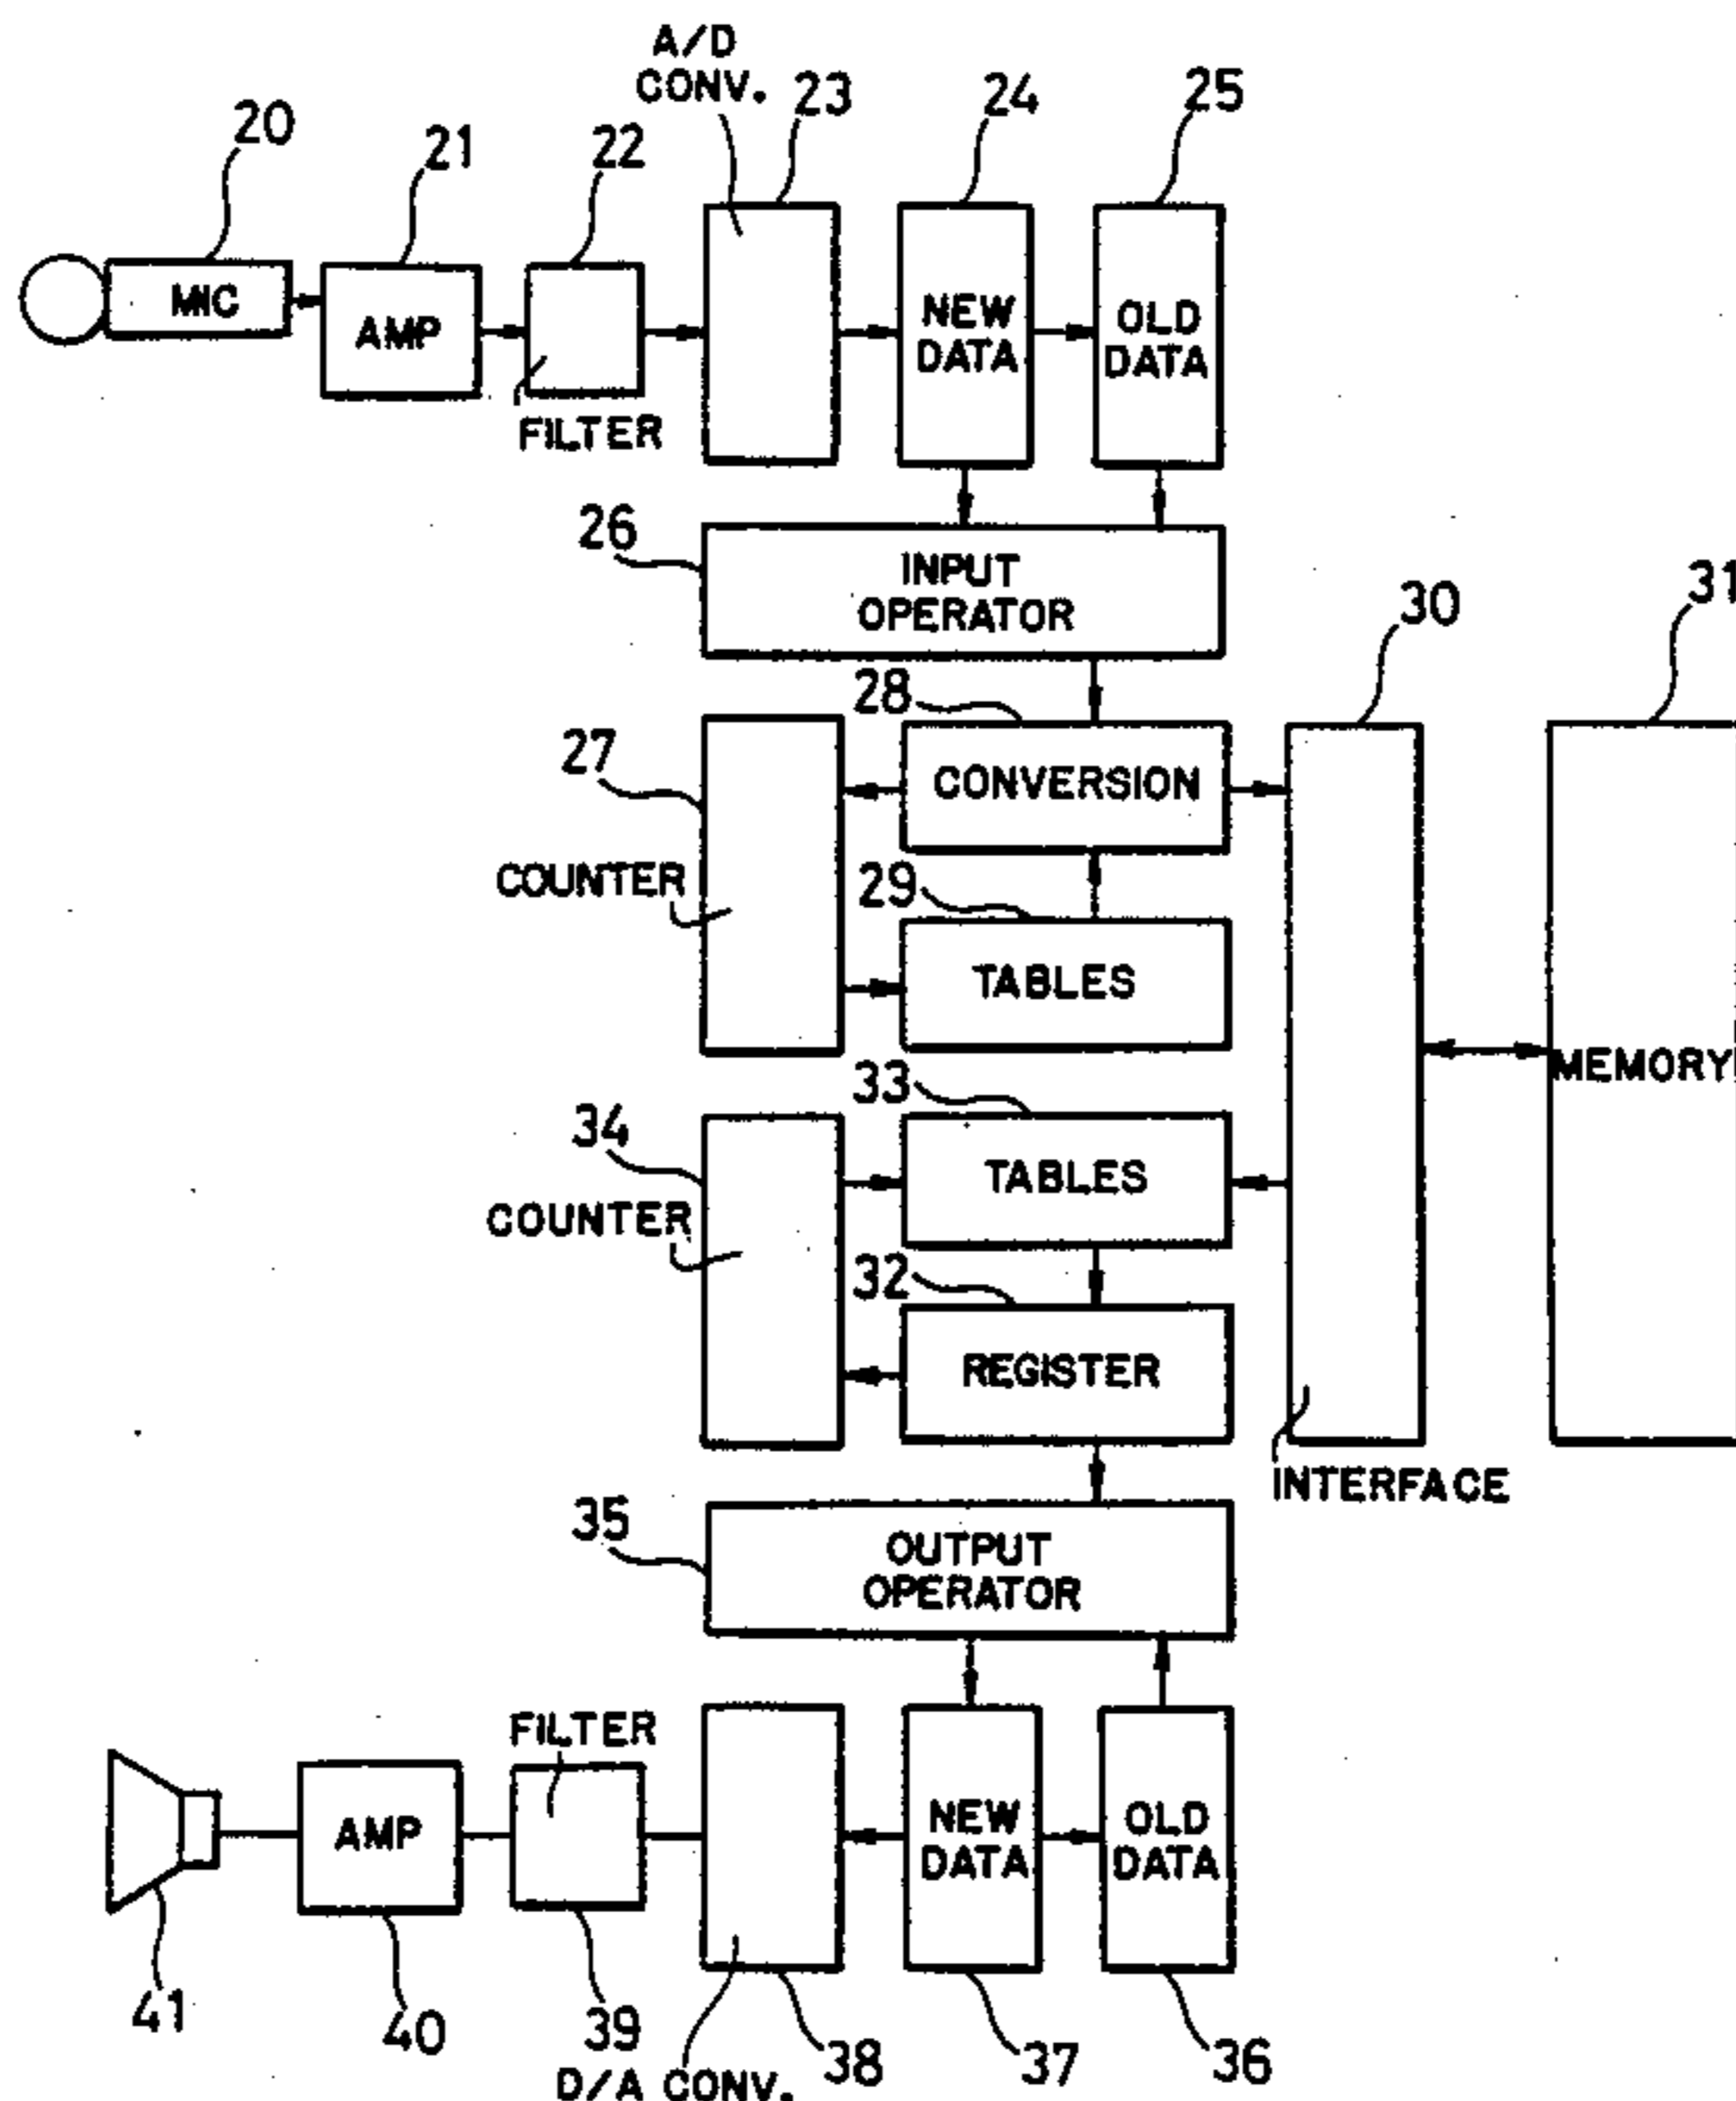 A/D
CONV.
20
21
22
23
24
25
MIC
AMP
FILTER
NEW
DATA
OLD
DATA
26
INPUT
OPERATOR
30
31
28
27
CONVERSION
COUNTER
29
TABLES
MEMORY
33
34
TABLES
COUNTER
32
REGISTER
INTERFACE
35
OUTPUT
OPERATOR
FILTER
AMP
NEW
DATA
OLD
DATA
41
40
39
38
37
36
D/A CONV.